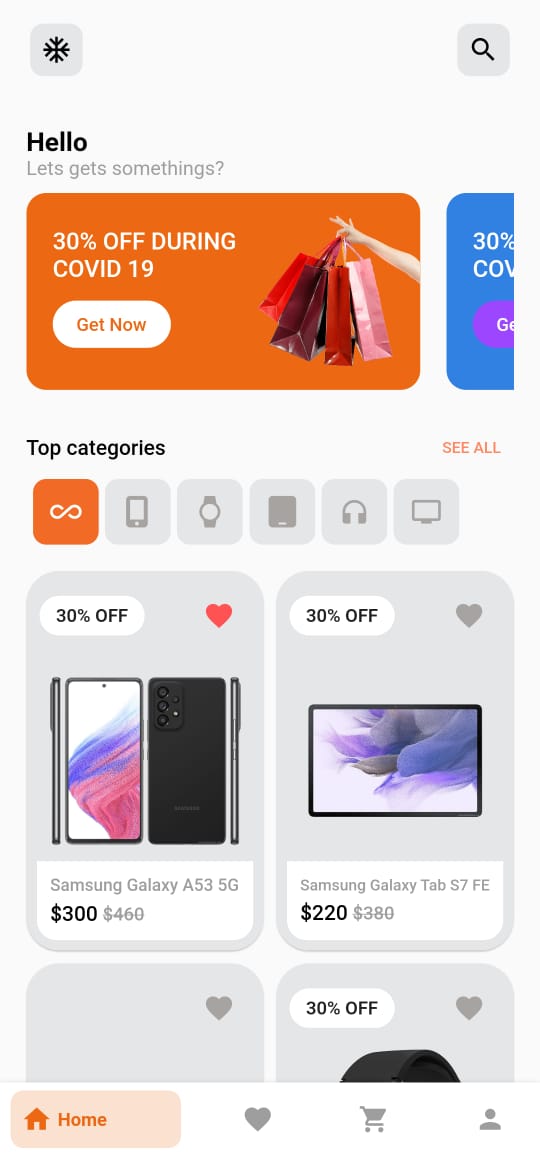 Hello
Lets gets somethings?
30% OFF DURING
COVID 19
Get Now
30%
COV
Ge
Top categories
SEE ALL
30% OFF
30% OFF
SAMSUNG
Samsung Galaxy A53 5G
$300 $460
Samsung Galaxy Tab S7 FE
$220 $380
30% OFF
Home